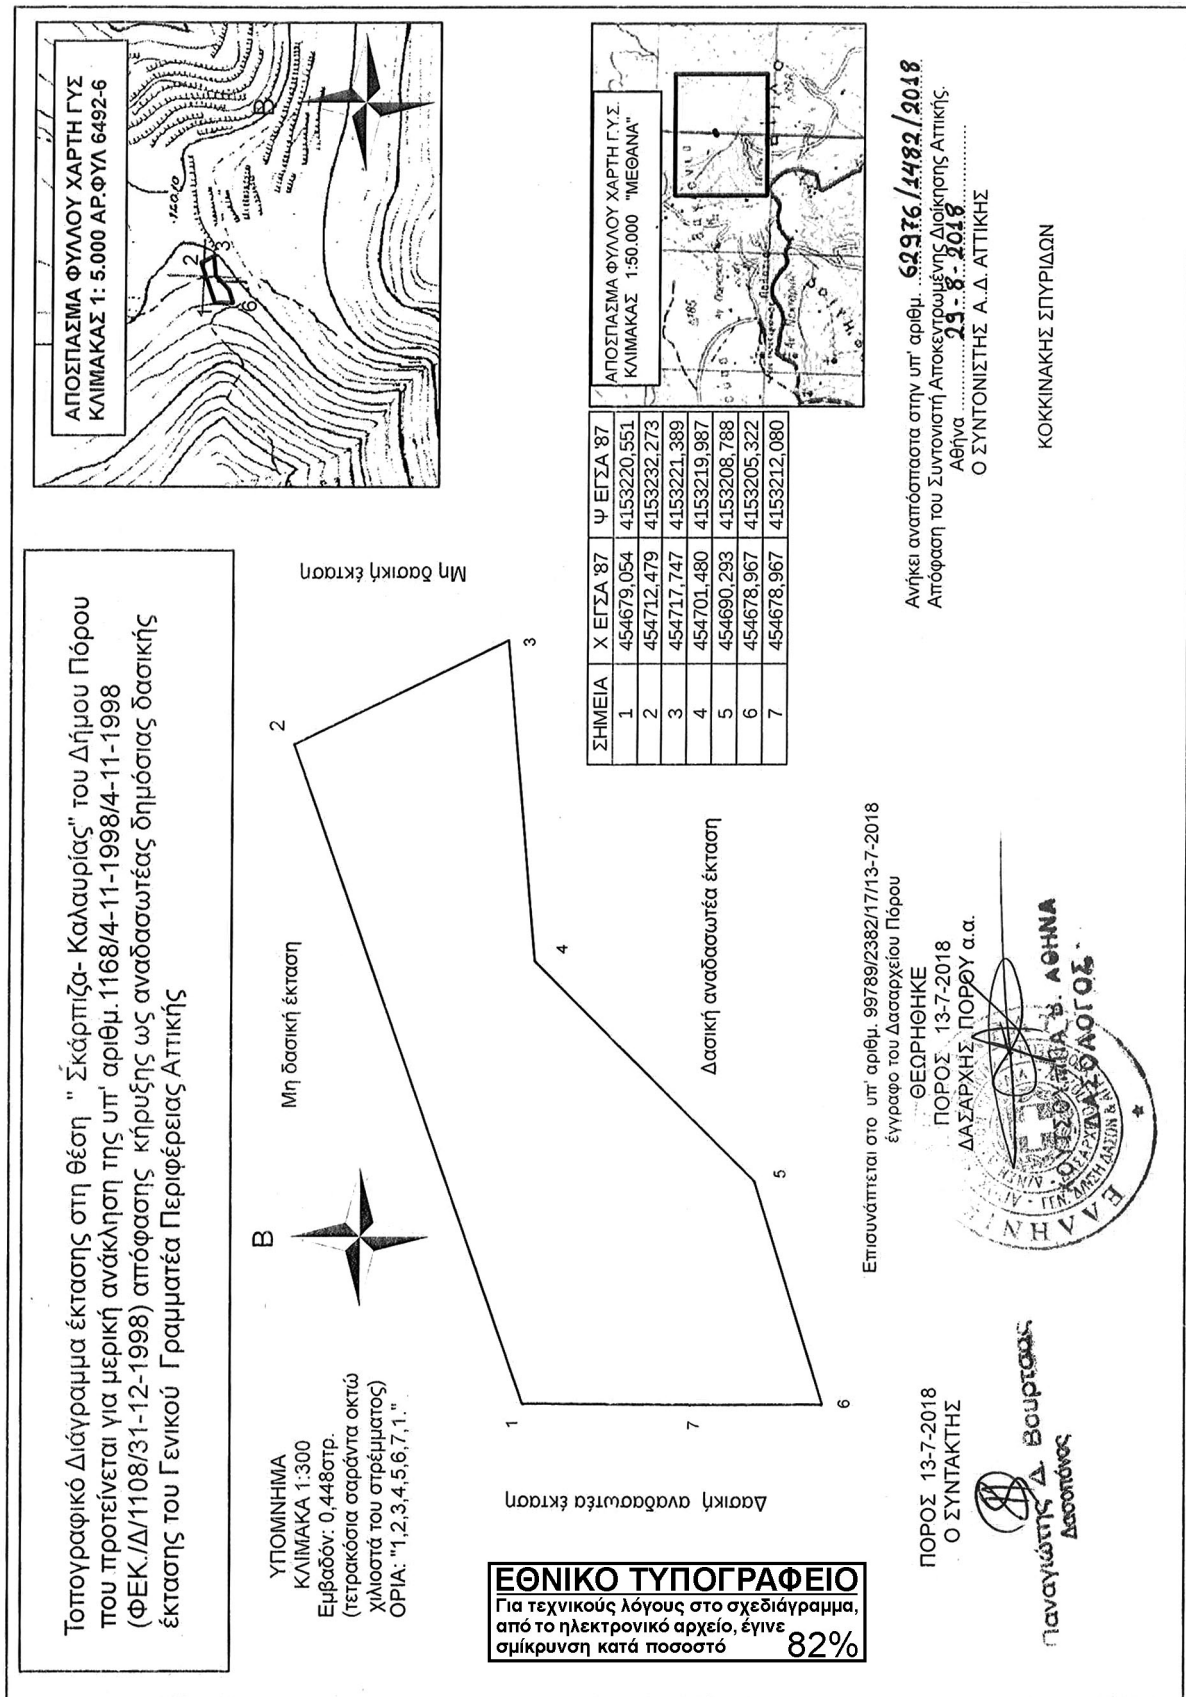 Τοπογραφικό Διάγραμμα έκτασης στη θέση " Σκάρπιζα- Καλαυρίας" του Δήμου Πόρου
που προτείνεται για μερική ανάκληση της υπ' αριθμ.1168/4-11-1998/4-11-1998
(ΦΕΚ./Δ/1108/31-12-1998) απόφασης κήρυξης ως αναδασωτέας δημόσιας δασικής
έκτασης του Γενικού Γραμματέα Περιφέρειας Αττικής
ΑΠΟΣΠΑΣΜΑ ΦΥΛΛΟΥ ΧΑΡΤΗ ΓΥΣ
ΚΛΙΜΑΚΑΣ 1: 5.000 ΑΡ.ΦΥΛ 6492-6
Β
1
2
3
6
ΥΠΟΜΝΗΜΑ
ΚΛΙΜΑΚΑ 1:300
Εμβαδόν: 0,448στρ.
(τετρακόσια σαράντα οκτώ
χιλιοστά του στρέμματος)
ΟΡΙΑ: "1,2,3,4,5,6,7,1."
Β
Μη δασική έκταση
Μη δασική έκταση
Δασική αναδασωτέα έκταση
Δασική αναδασωτέα έκταση
1
2
3
4
5
6
7
ΑΠΟΣΠΑΣΜΑ ΦΥΛΛΟΥ ΧΑΡΤΗ Γ.Υ.Σ.
ΚΛΙΜΑΚΑΣ 1:50.000 "ΜΕΘΑΝΑ"
ΣΗΜΕΙΑ Χ ΕΓΣΑ '87 Ψ ΕΓΣΑ '87
1 454679,054 4153220,551
2 454712,479 4153232,273
3 454717,747 4153221,389
4 454701,480 4153219,987
5 454690,293 4153208,788
6 454678,967 4153205,322
7 454678,967 4153212,080
Επισυνάπτεται στο υπ' αριθμ. 99789/2382/17/13-7-2018
έγγραφο του Δασαρχείου Πόρου
ΘΕΩΡΗΘΗΚΕ
ΠΟΡΟΣ 13-7-2018
ΔΑΣΑΡΧΗΣ ΠΟΡΟΥ α.α.
ΑΘΗΝΑ
ΔΑΣΟΛΟΓΟΣ
ΠΟΡΟΣ 13-7-2018
Ο ΣΥΝΤΑΚΤΗΣ
Παναγιώτης Δ. Βουρτσάς
Δασοπόνος
Ανήκει αναπόσπαστα στην υπ' αριθμ. 62976/1482/2018
Απόφαση του Συντονιστή Αποκεντρωμένης Διοίκησης Αττικής.
Αθήνα 29-8-2018
Ο ΣΥΝΤΟΝΙΣΤΗΣ Α.Δ. ΑΤΤΙΚΗΣ
ΚΟΚΚΙΝΑΚΗΣ ΣΠΥΡΙΔΩΝ
ΕΘΝΙΚΟ ΤΥΠΟΓΡΑΦΕΙΟ
Για τεχνικούς λόγους στο σχεδιάγραμμα,
από το ηλεκτρονικό αρχείο, έγινε
σμίκρυνση κατά ποσοστό 82%